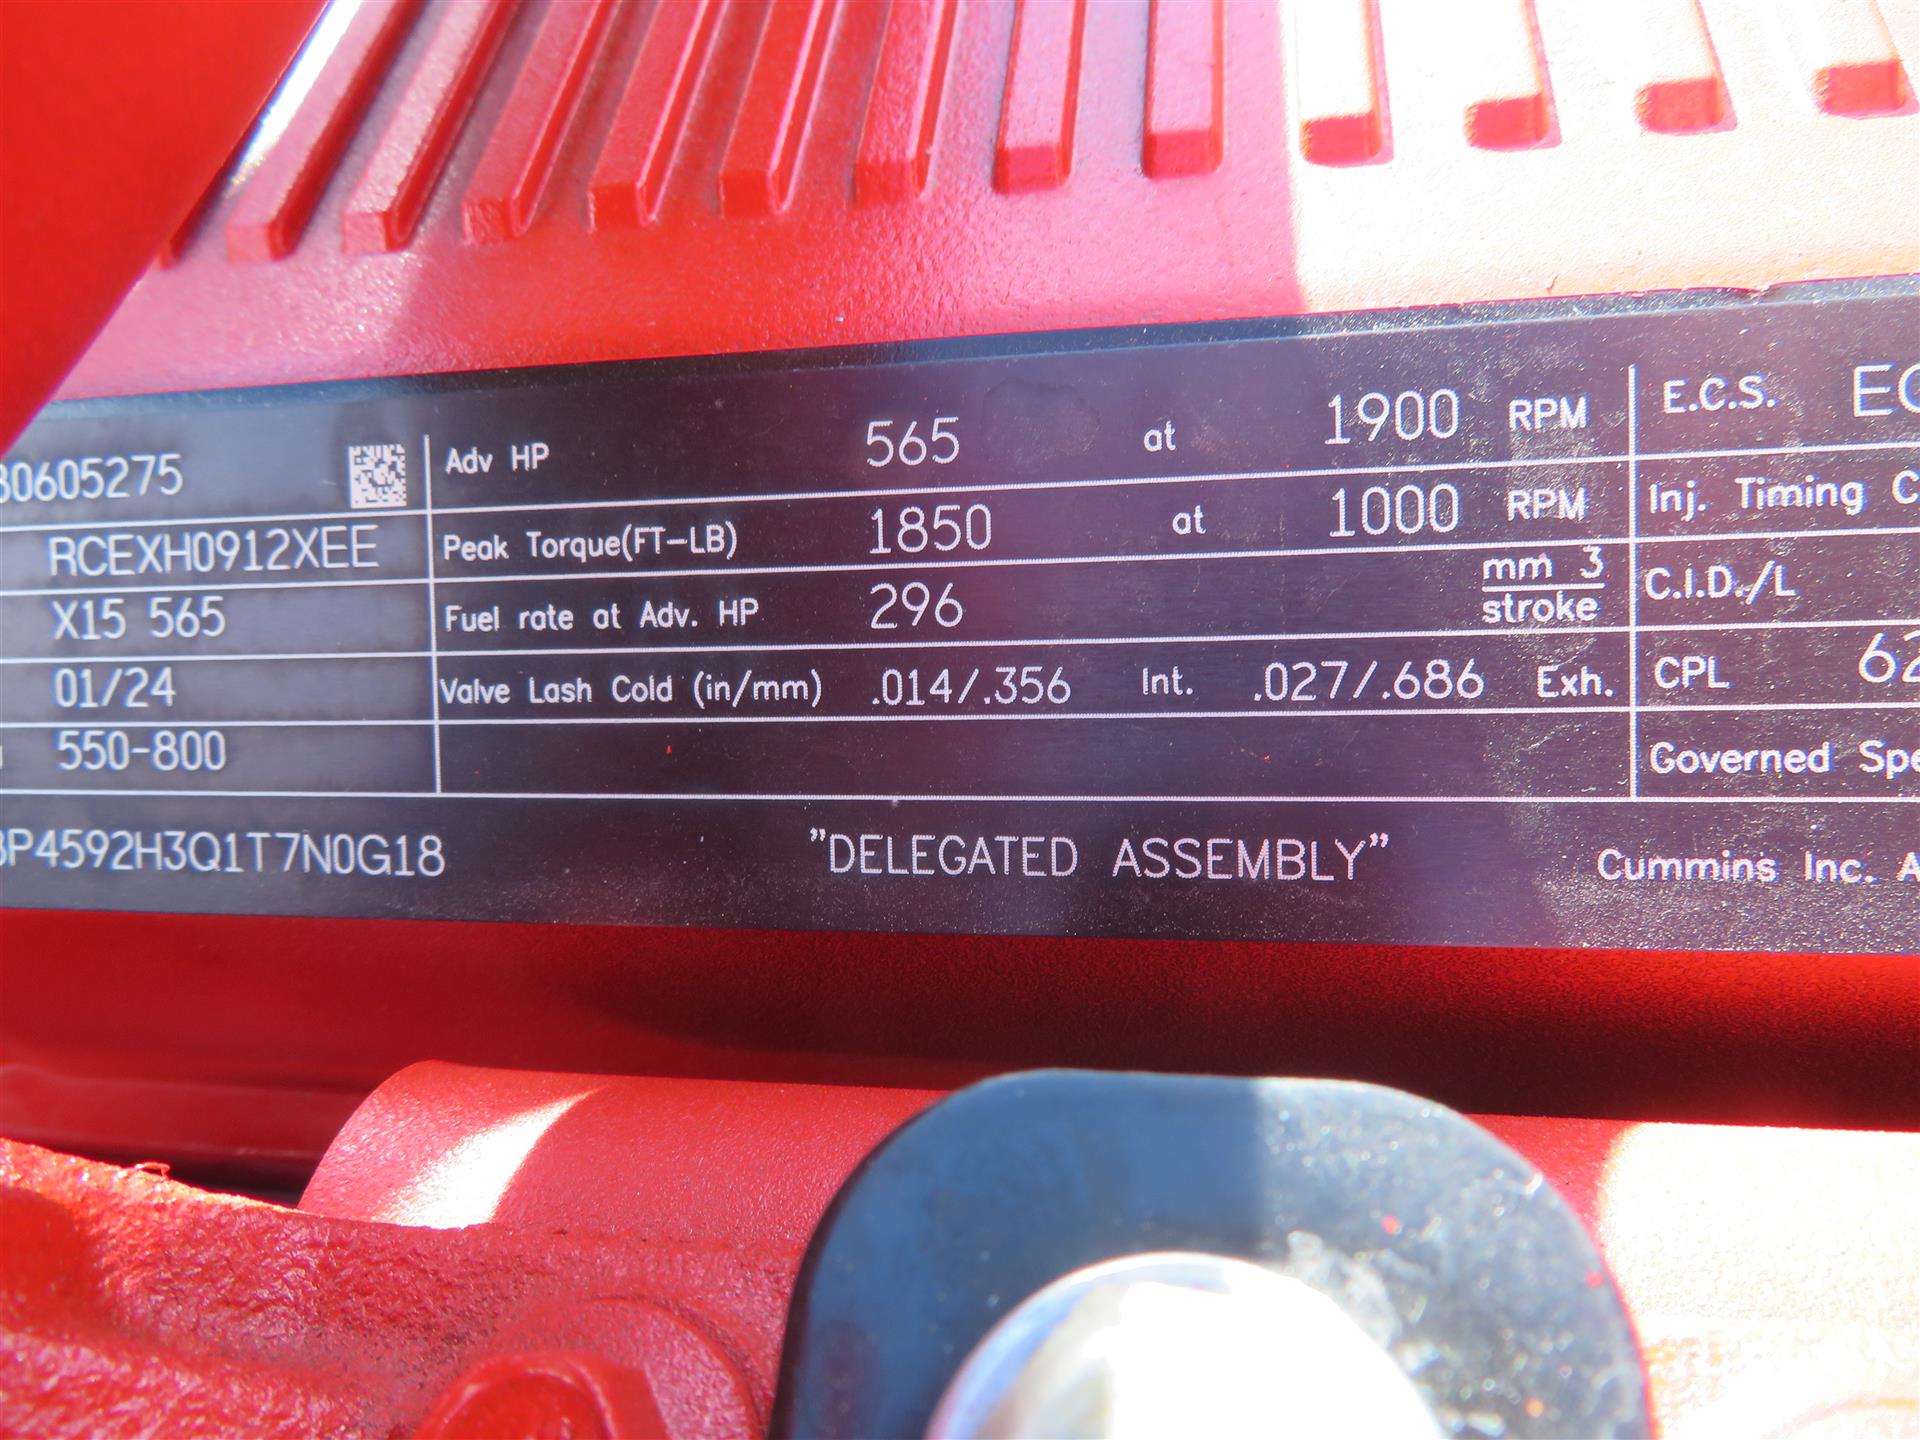 80605275 Adv HP 565 at 1900 RPM E.C.S.
RCEXH0912XEE Peak Torque(FT-LB) 1850 at 1000 RPM Inj. Timing
X15 565 Fuel rate at Adv. HP 296 mm 3 C.I.D./L
stroke
01/24 Valve Lash Cold (in/mm) .014/.356 Int. .027/.686 Exh. CPL
550-800 Governed
P4592H3Q1T7N0G18 "DELEGATED ASSEMBLY" Cummins Inc.